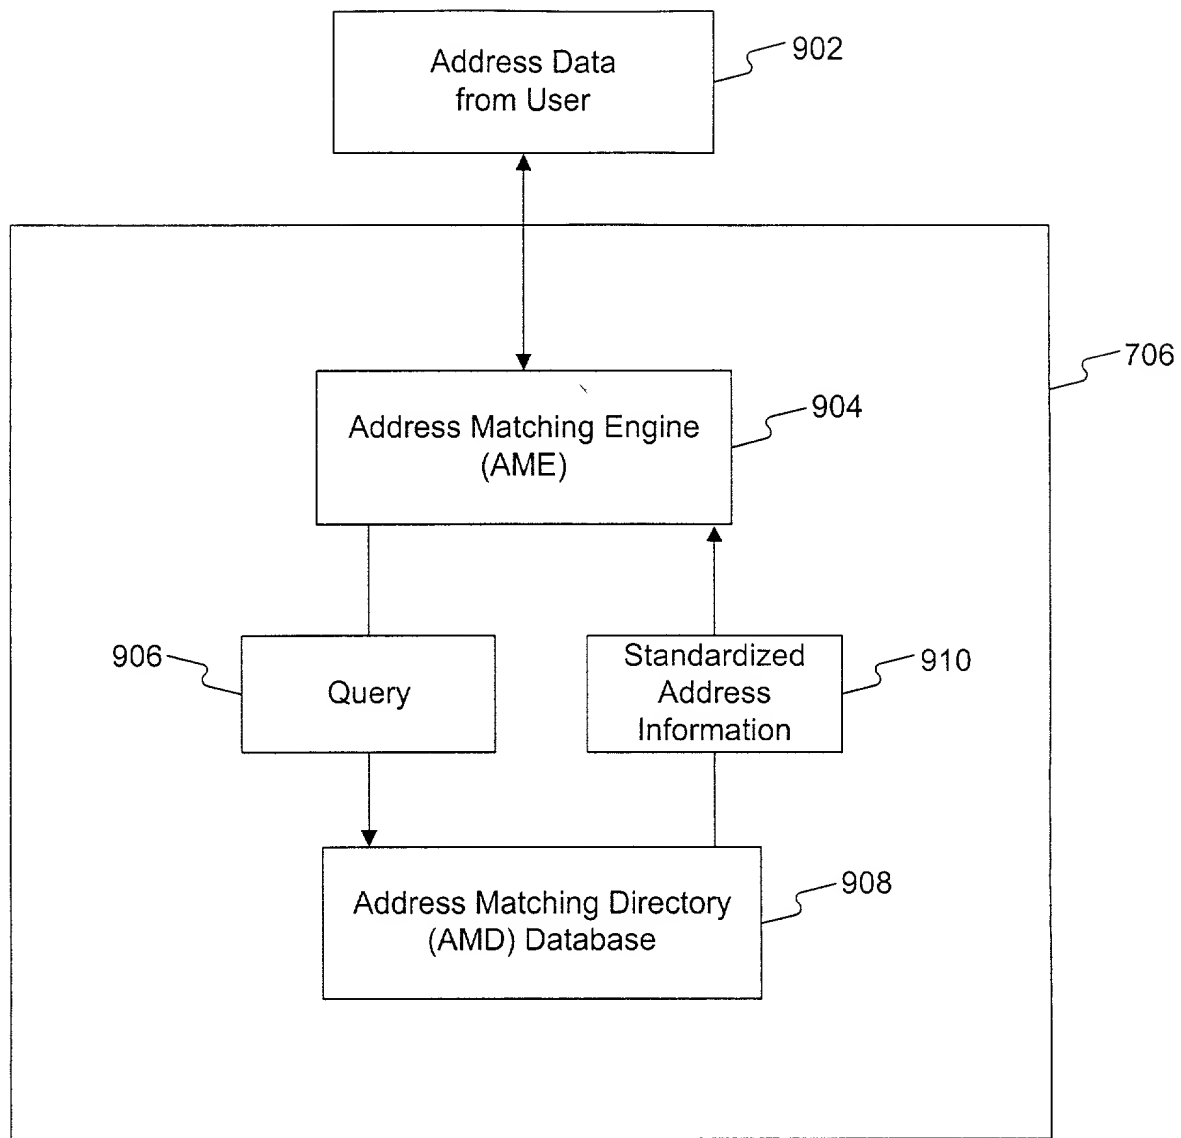 Address Data
from User
902
706
Address Matching Engine
(AME)
904
906
Query
Standardized
Address
Information
910
Address Matching Directory
(AMD) Database
908